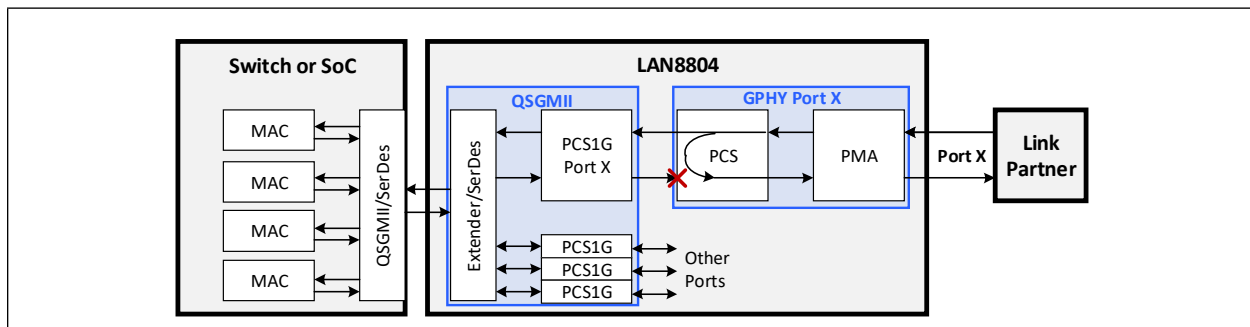 Switch or SoC
LAN8804
QSGMII
GPHY Port X
MAC
MAC
MAC
MAC
QSGMII/SerDes
Extender/SerDes
PCS1G
Port X
PCS
PMA
Port X
Link
Partner
PCS1G
PCS1G
PCS1G
Other
Ports